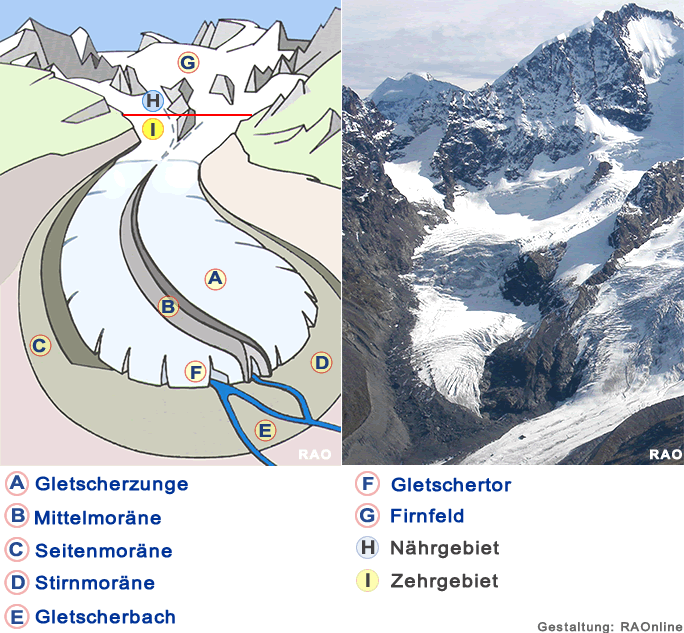 G
H
I
A
B
C
D
F
E
RAO
RAO
A Gletscherzunge
B Mittelmoräne
C Seitenmoräne
D Stirnmoräne
E Gletscherbach
F Gletschertor
G Firnfeld
H Nährgebiet
I Zehrgebiet
Gestaltung: RAOnline